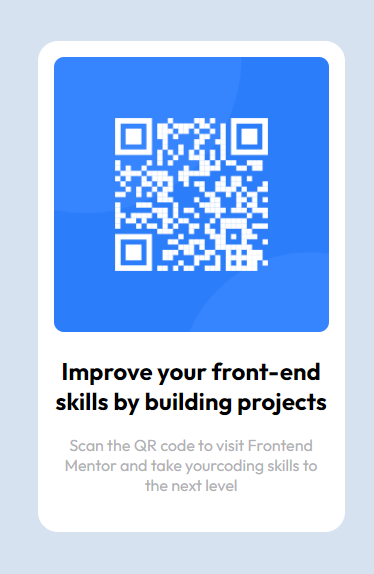 Improve your front-end
skills by building projects
Scan the QR code to visit Frontend
Mentor and take yourcoding skills to
the next level